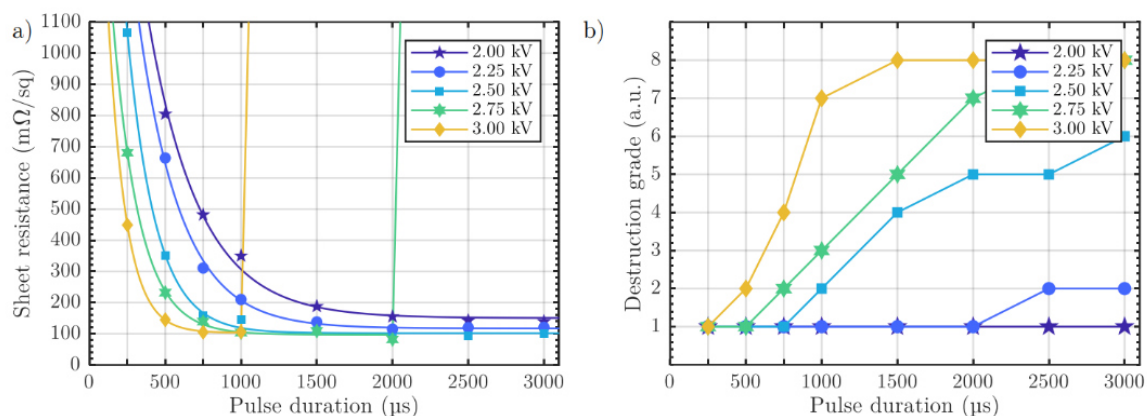 a)
1100
1000
900
800
700
600
500
400
300
200
100
0
Sheet resistance (mΩ/sq)
2.00 kV
2.25 kV
2.50 kV
2.75 kV
3.00 kV
0 500 1000 1500 2000 2500 3000
Pulse duration (µs)
b)
8
7
6
5
4
3
2
1
Destruction grade (a.u.)
2.00 kV
2.25 kV
2.50 kV
2.75 kV
3.00 kV
0 500 1000 1500 2000 2500 3000
Pulse duration (µs)